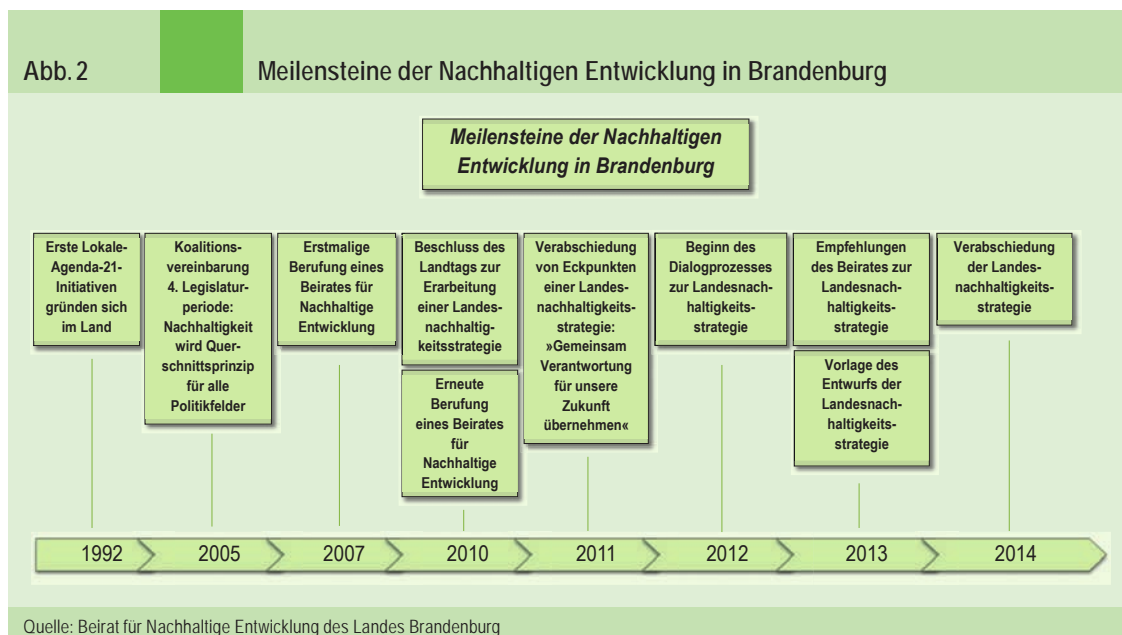 Abb. 2
Meilensteine der Nachhaltigen Entwicklung in Brandenburg
Meilensteine der Nachhaltigen
Entwicklung in Brandenburg
Erste Lokale-
Agenda-21-
Initiativen
gründen sich
im Land
Koalitions-
vereinbarung
4. Legislatur-
periode:
Nachhaltigkeit
wird Quer-
schnittsprinzip
für alle
Politikfelder
Erstmalige
Berufung eines
Beirates für
Nachhaltige
Entwicklung
Beschluss des
Landtags zur
Erarbeitung
einer Landes-
nachhaltig-
keitsstrategie
Erneute
Berufung
eines Beirates
für
Nachhaltige
Entwicklung
Verabschiedung
von Eckpunkten
einer Landes-
nachhaltigkeits-
strategie:
»Gemeinsam
Verantwortung
für unsere
Zukunft
übernehmen«
Beginn des
Dialogprozesses
zur Landesnach-
haltigkeits-
strategie
Empfehlungen
des Beirates zur
Landesnach-
haltigkeits-
strategie
Vorlage des
Entwurfs der
Landesnach-
haltigkeits-
strategie
Verabschiedung
der Landes-
nachhaltigkeits-
strategie
1992
2005
2007
2010
2011
2012
2013
2014
Quelle: Beirat für Nachhaltige Entwicklung des Landes Brandenburg